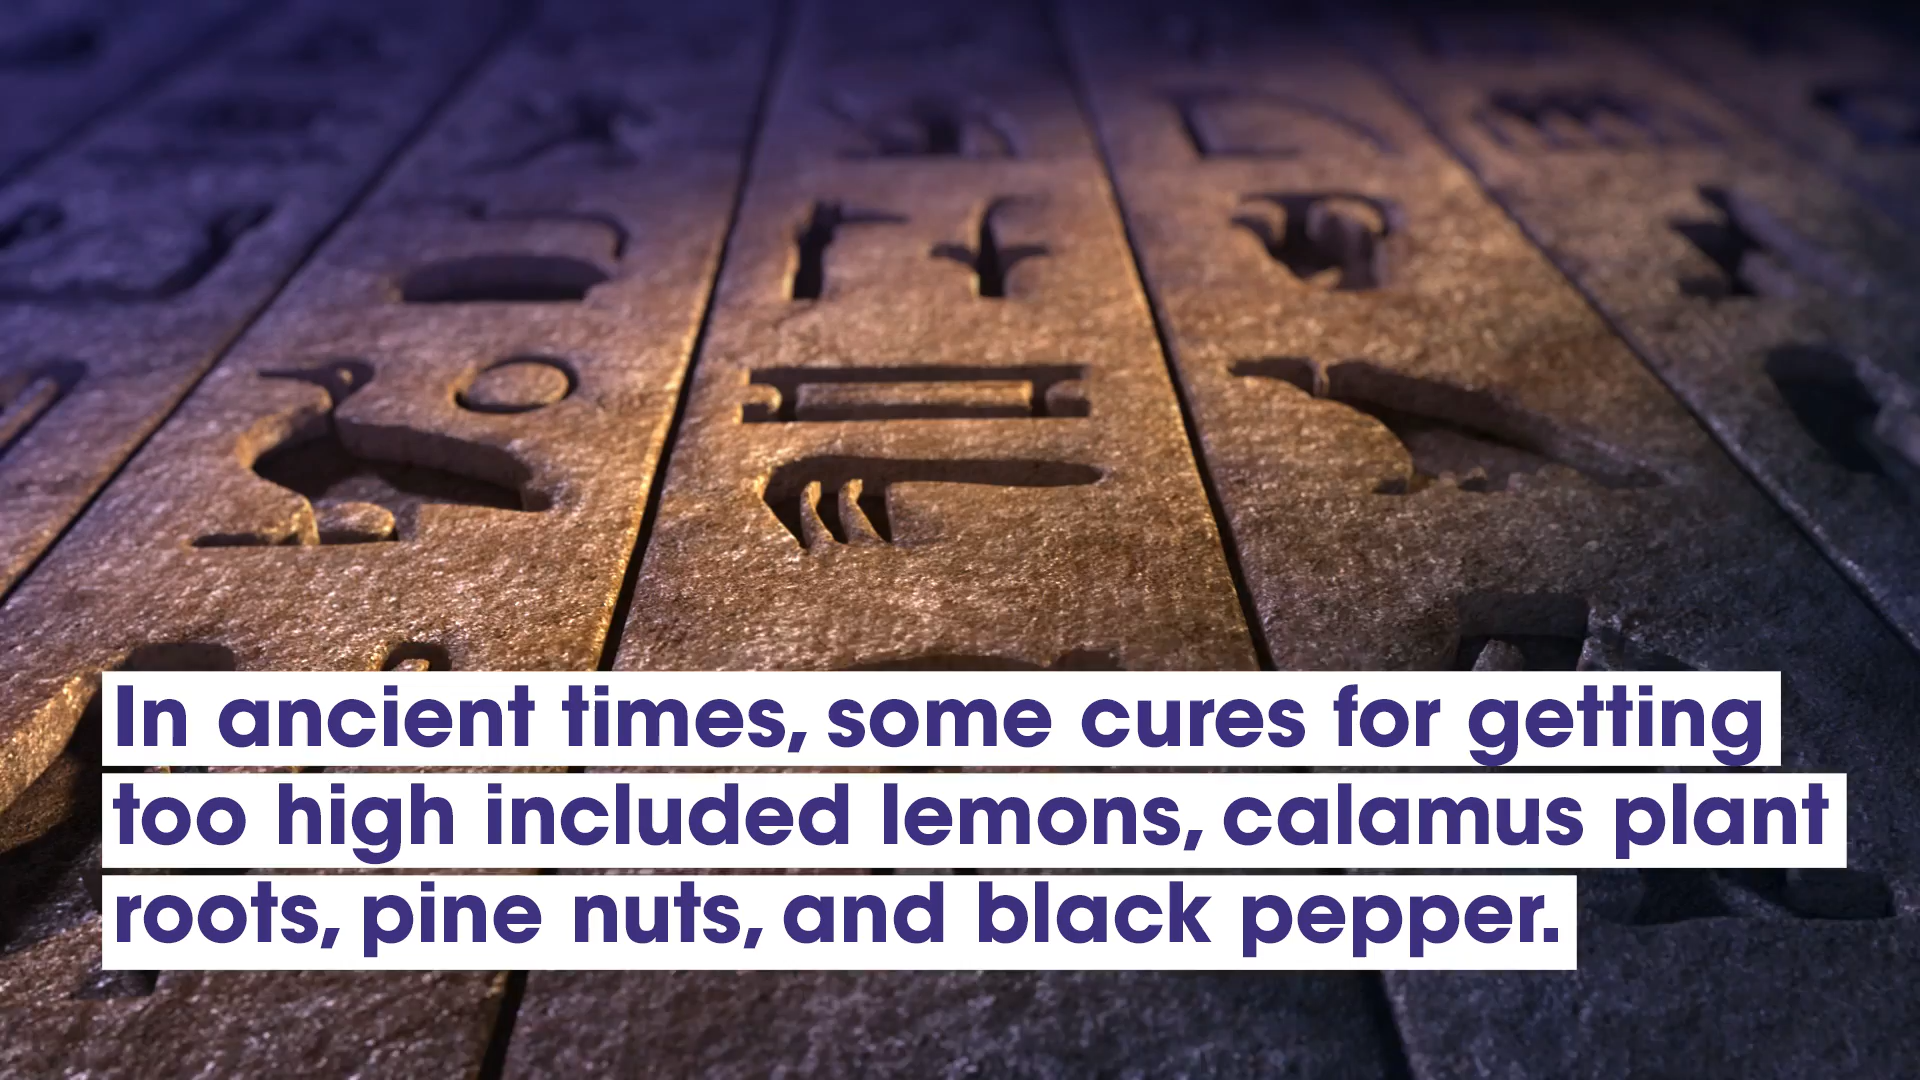 In ancient times, some cures for getting
too high included lemons, calamus plant
roots, pine nuts, and black pepper.